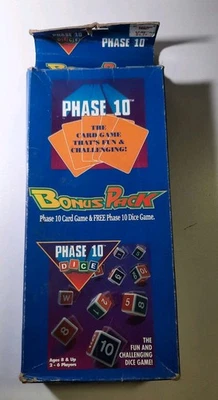 PHASE 10
PHASE 10
THE
CARD GAME
THAT'S FUN &
CHALLENGING!
BONUS PACK
Phase 10 Card Game & FREE Phase 10 Dice Game.
PHASE 10
DICE
W
10
THE
FUN AND
CHALLENGING
DICE GAME!
Ages 8 & Up
2 - 6 Players